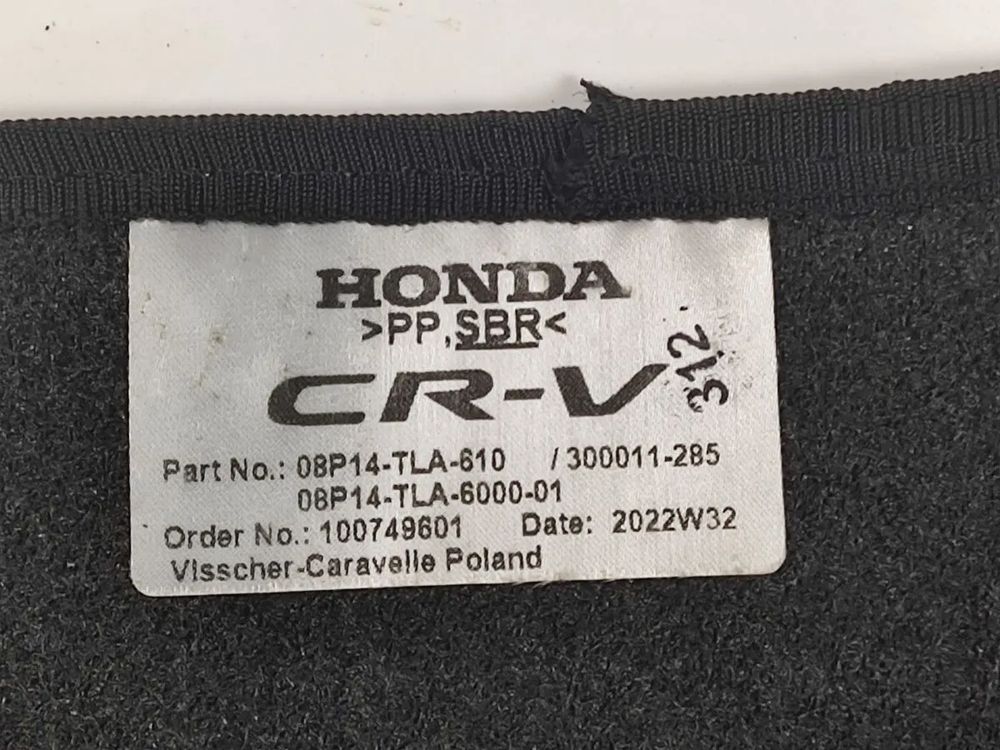 HONDA
>PP,SBR<
CR-V
312
Part No.: 08P14-TLA-610 / 300011-285
08P14-TLA-6000-01
Order No.: 100749601 Date: 2022W32
Visscher-Caravelle Poland